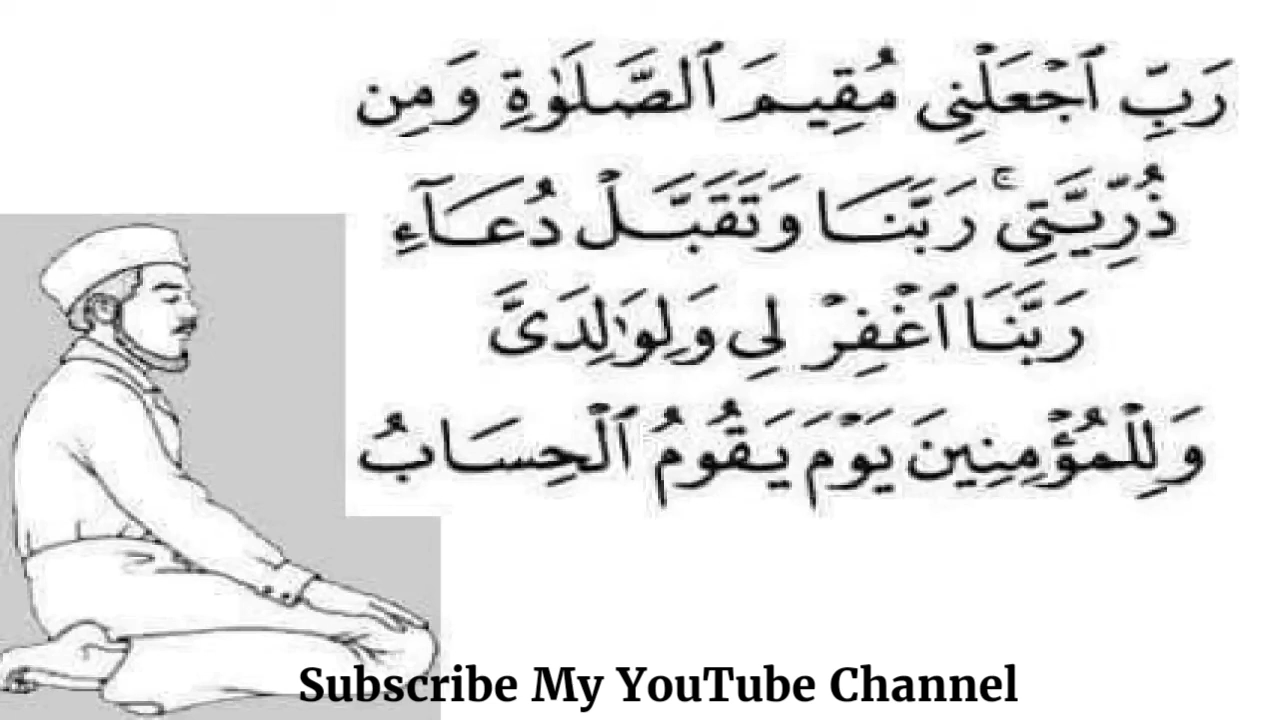 رَبِّ ٱجۡعَلۡنِي مُقِيمَ ٱلصَّلَوٰةِ وَمِن
ذُرِّيَّتِيۚ رَبَّنَا وَتَقَبَّلۡ دُعَآءِ
رَبَّنَا ٱغۡفِرۡ لِي وَلِوَٰلِدَيَّ
وَلِلۡمُؤۡمِنِينَ يَوۡمَ يَقُومُ ٱلۡحِسَابُ
Subscribe My YouTube Channel